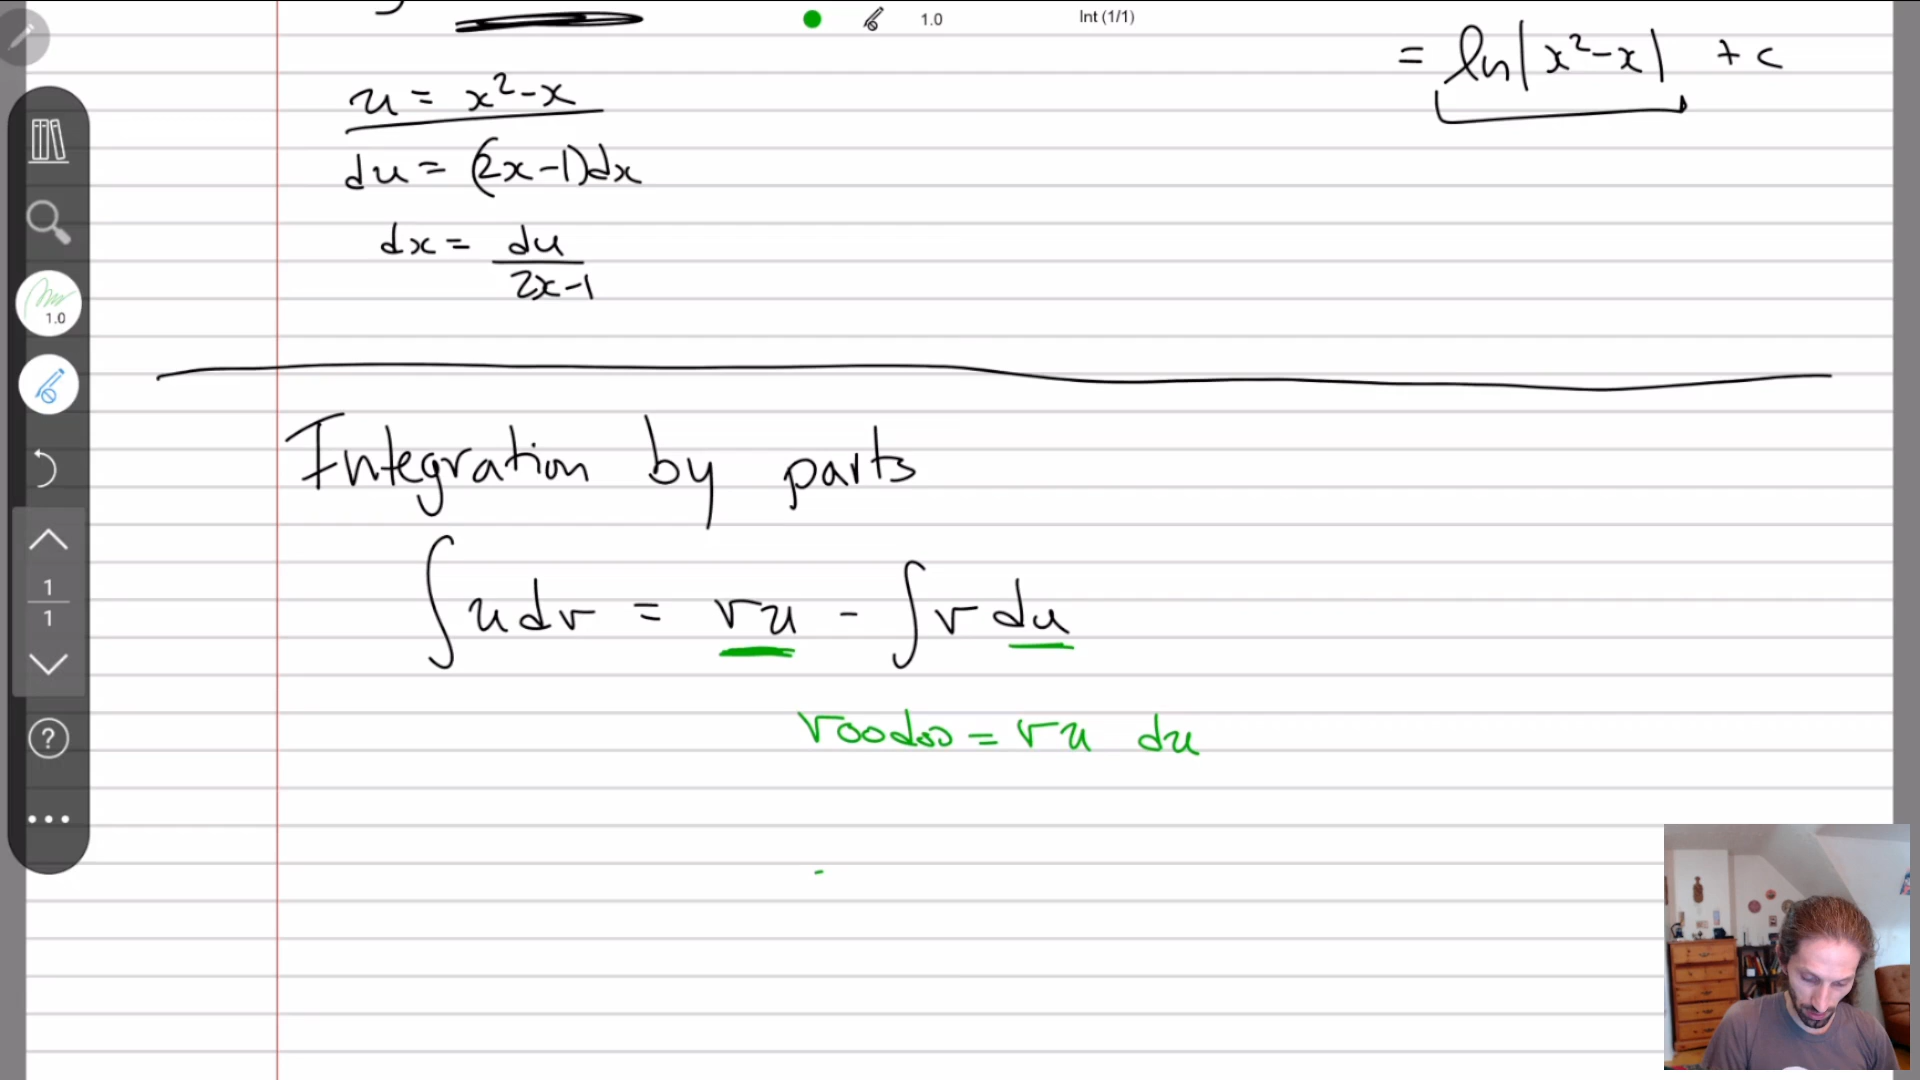 1.0 Int (1/1)
= ln|x²-x| + c
u = x²-x
du = (2x-1)dx
dx = du/2x-1
1.0
Integration by parts
∫u dv = vu - ∫v du
voodoo = vu du
1
1
?